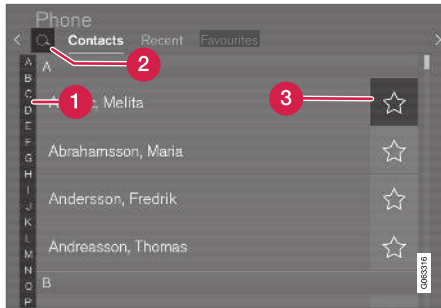 Phone
Contacts Recent Favourites
2
A
A
B
C
1
, Melita
3
D
E
F
G
Abrahamsson, Maria
H
I
J
Andersson, Fredrik
K
L
M
Andreasson, Thomas
N
O
B
P
G063316